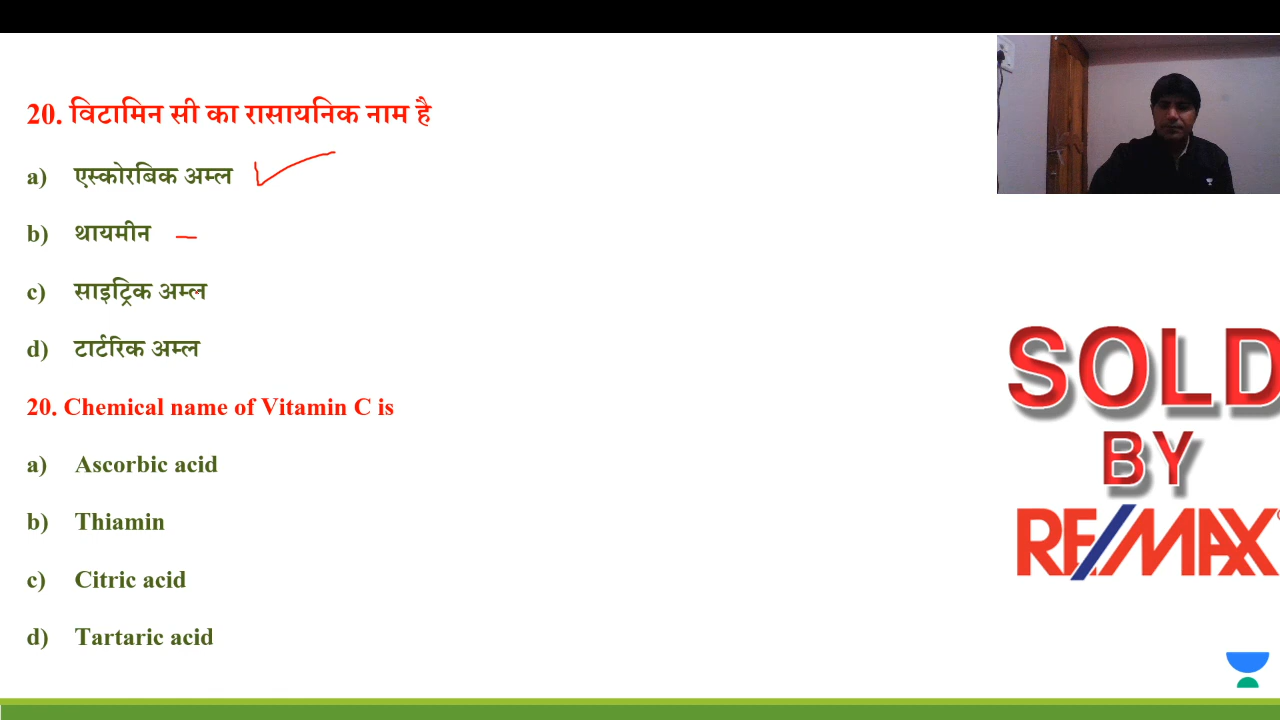 20. विटामिन सी का रासायनिक नाम है
a) एस्कोरबिक अम्ल
b) थायमीन
c) साइट्रिक अम्ल
d) टार्टरिक अम्ल
20. Chemical name of Vitamin C is
a) Ascorbic acid
b) Thiamin
c) Citric acid
d) Tartaric acid
SOLD
BY
RE/MAX